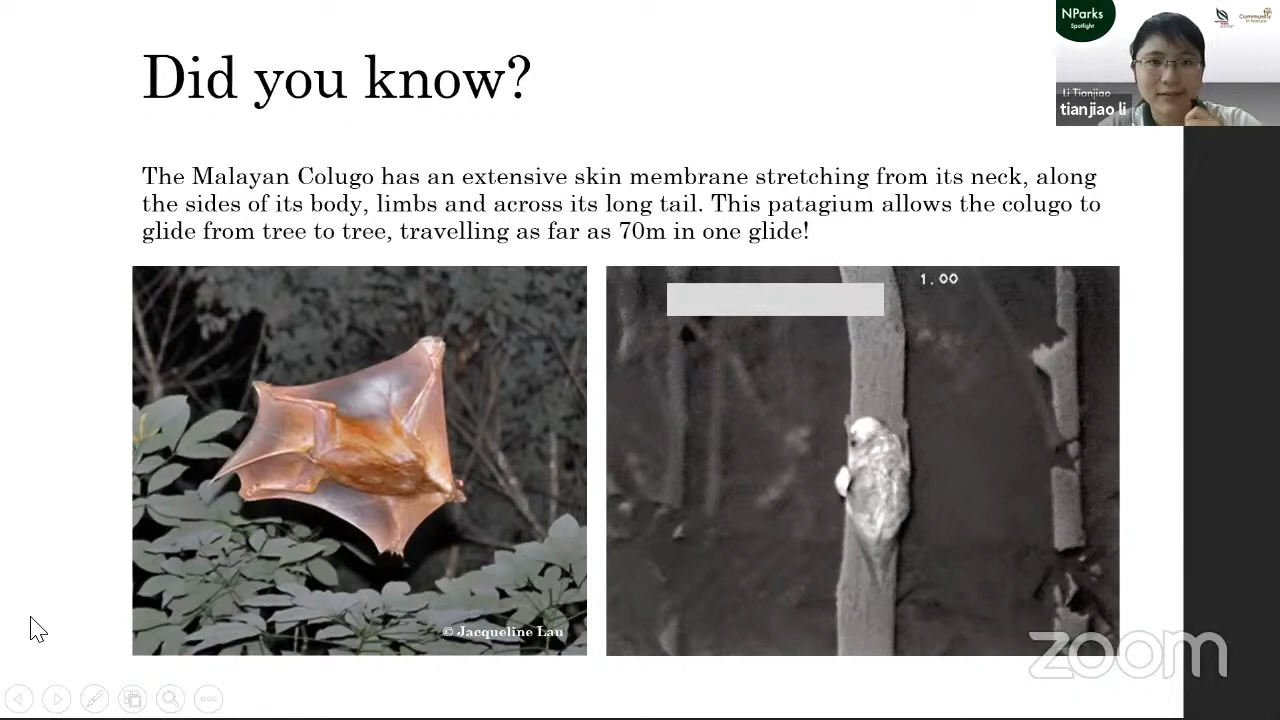 Did you know?
NParks
Spotlight
Community
in Nature
Li Tianjiao
tianjiao li
The Malayan Colugo has an extensive skin membrane stretching from its neck, along
the sides of its body, limbs and across its long tail. This patagium allows the colugo to
glide from tree to tree, travelling as far as 70m in one glide!
1.00
© Jacqueline Lau
zoom